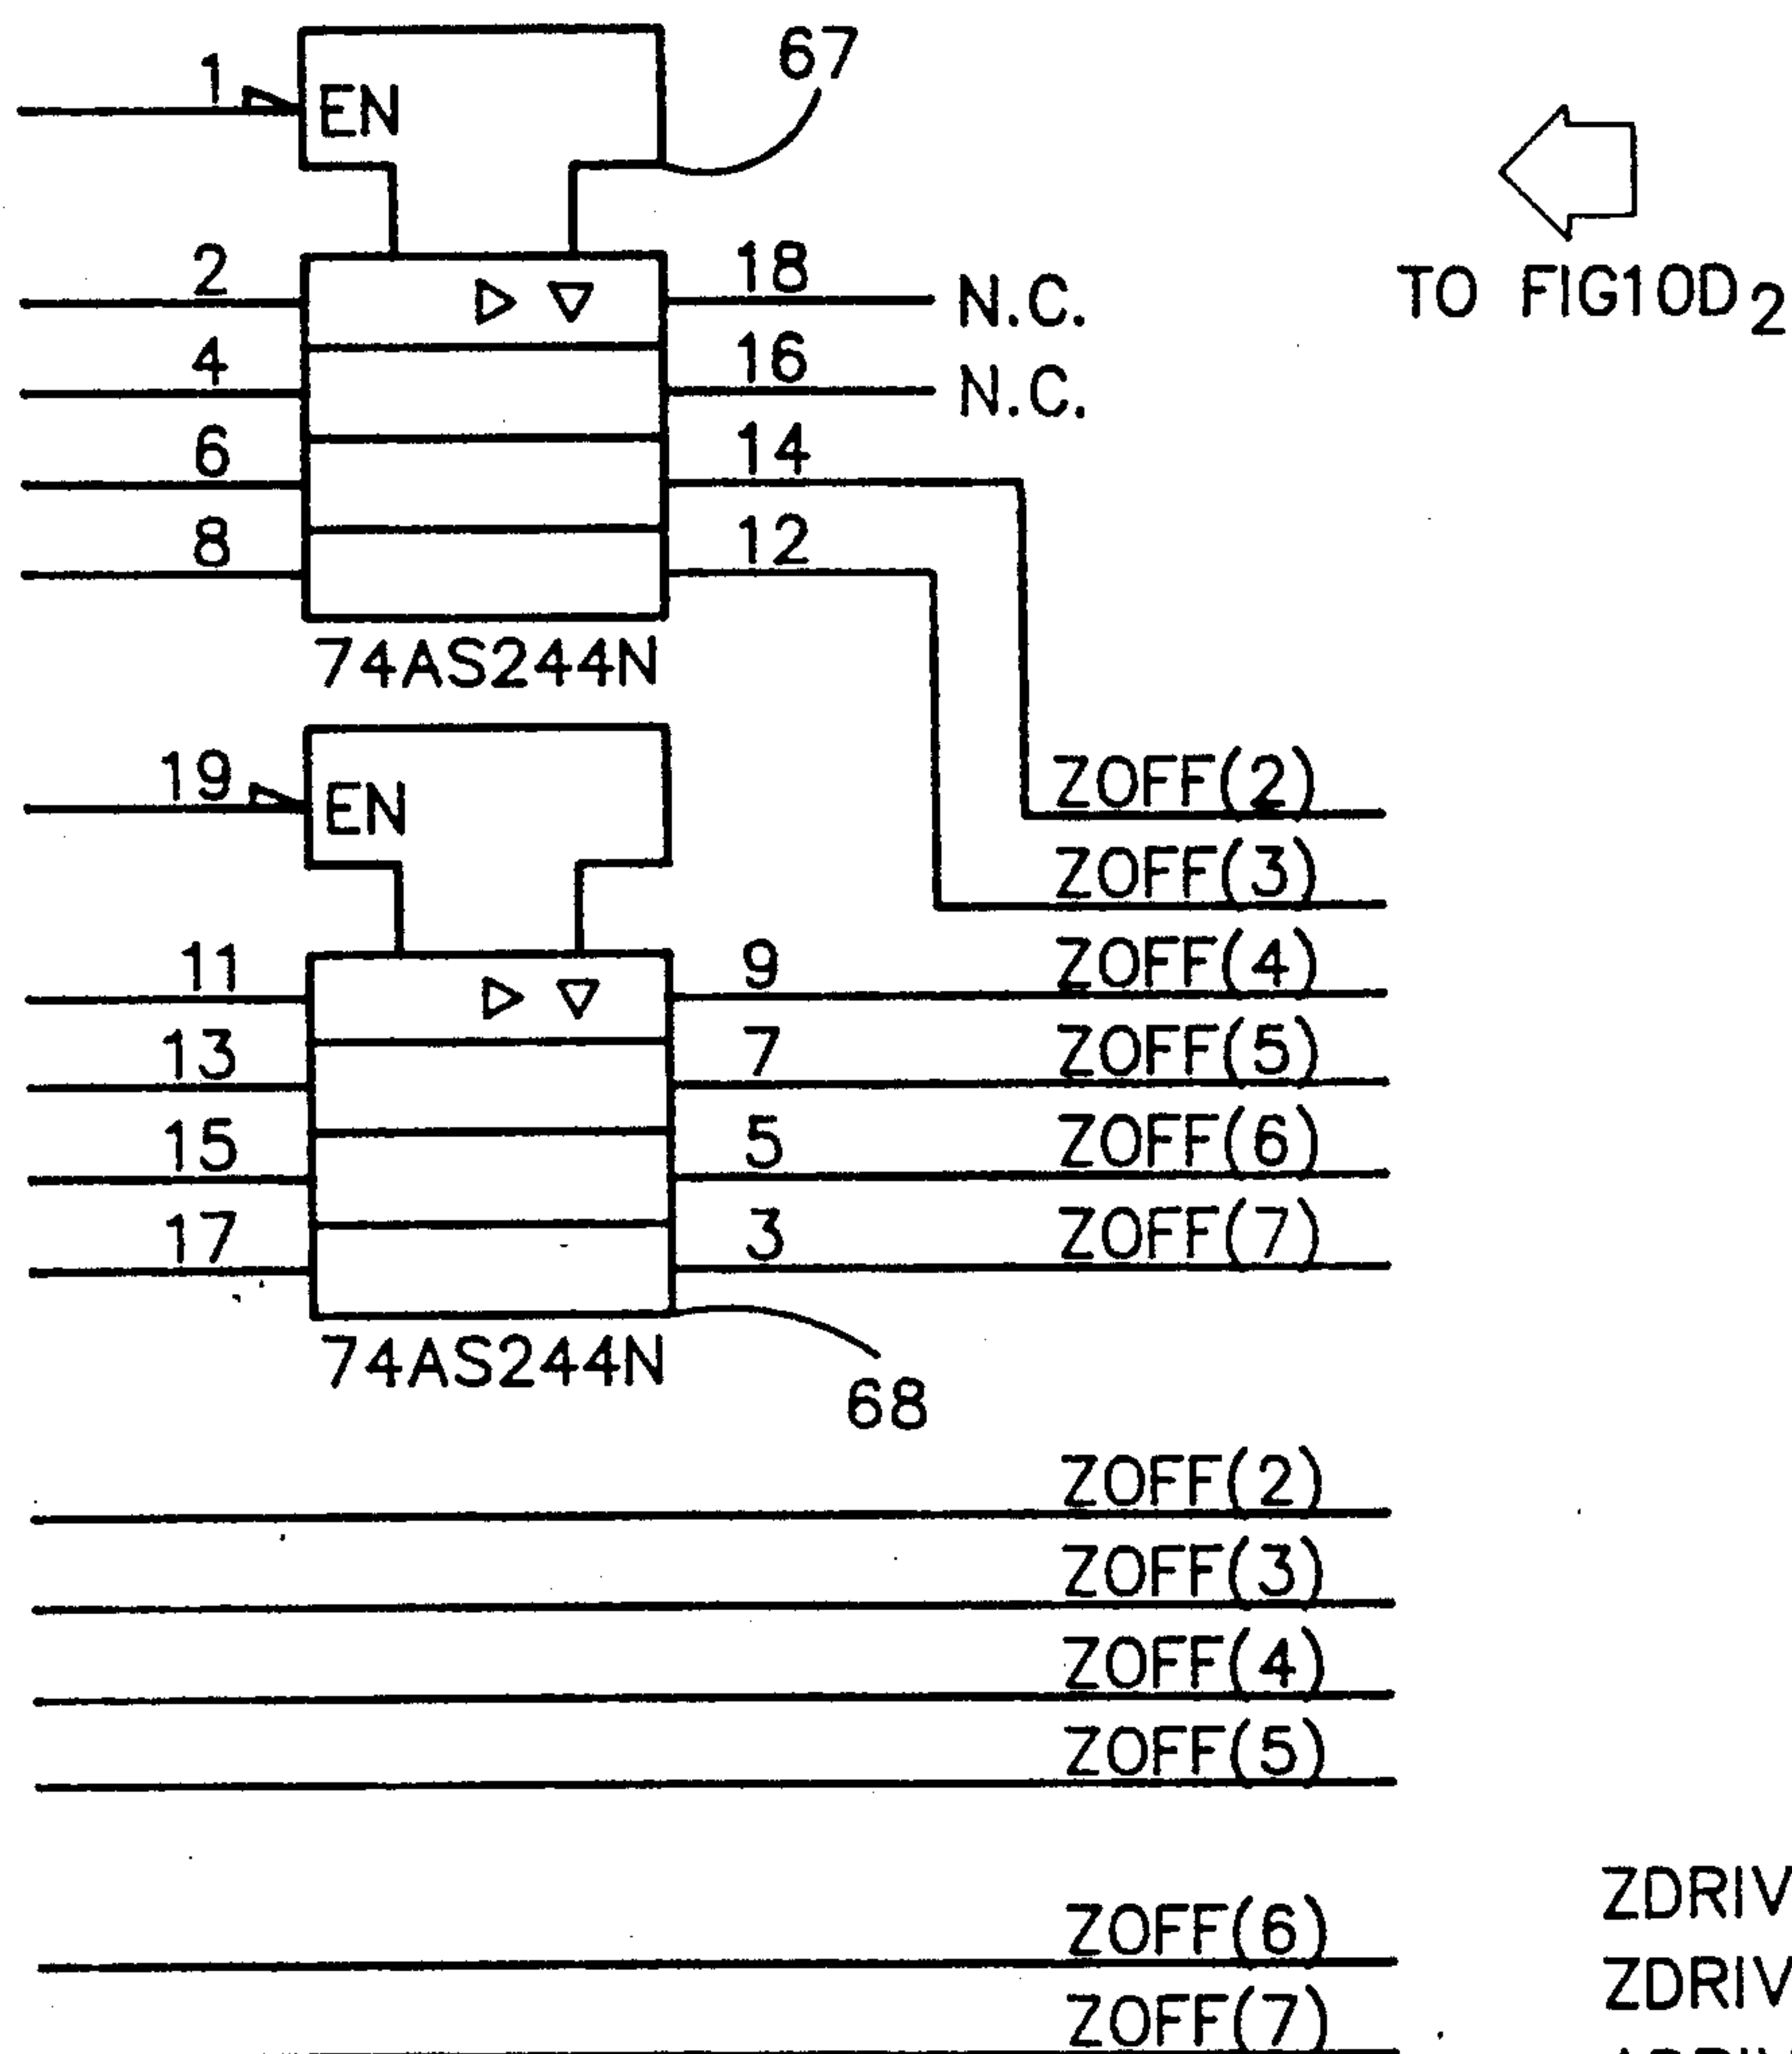 67
1
EN
TO FIG10D2
2
18
N.C.
4
16
N.C.
6
14
8
12
74AS244N
19
EN
ZOFF(2)
ZOFF(3)
11
9
ZOFF(4)
13
7
ZOFF(5)
15
5
ZOFF(6)
17
3
ZOFF(7)
74AS244N
68
ZOFF(2)
ZOFF(3)
ZOFF(4)
ZOFF(5)
ZDRIV
ZOFF(6)
ZDRIV
ZOFF(7)